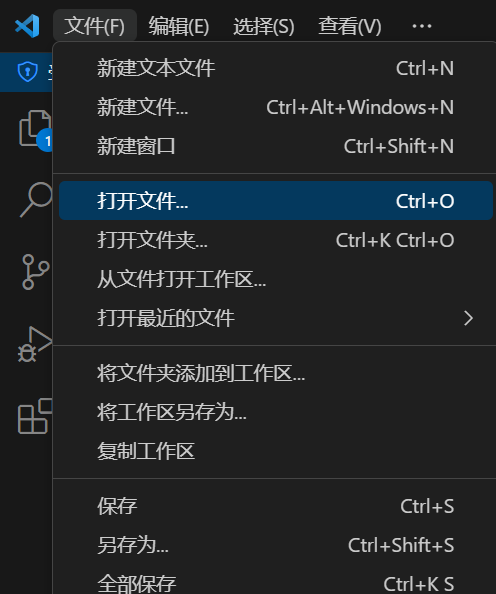 文件(F) 编辑(E) 选择(S) 查看(V) ···
新建文本文件 Ctrl+N
新建文件... Ctrl+Alt+Windows+N
新建窗口 Ctrl+Shift+N
1
打开文件... Ctrl+O
打开文件夹... Ctrl+K Ctrl+O
从文件打开工作区...
打开最近的文件
将文件夹添加到工作区...
将工作区另存为...
复制工作区
保存 Ctrl+S
另存为... Ctrl+Shift+S
全部保存 Ctrl+K S